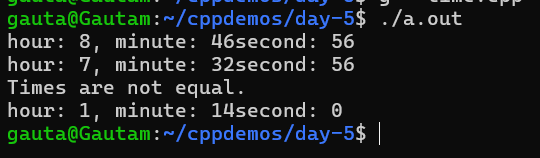 gauta@Gautam:~/cppdemos/day-5$ ./a.out
hour: 8, minute: 46second: 56
hour: 7, minute: 32second: 56
Times are not equal.
hour: 1, minute: 14second: 0
gauta@Gautam:~/cppdemos/day-5$